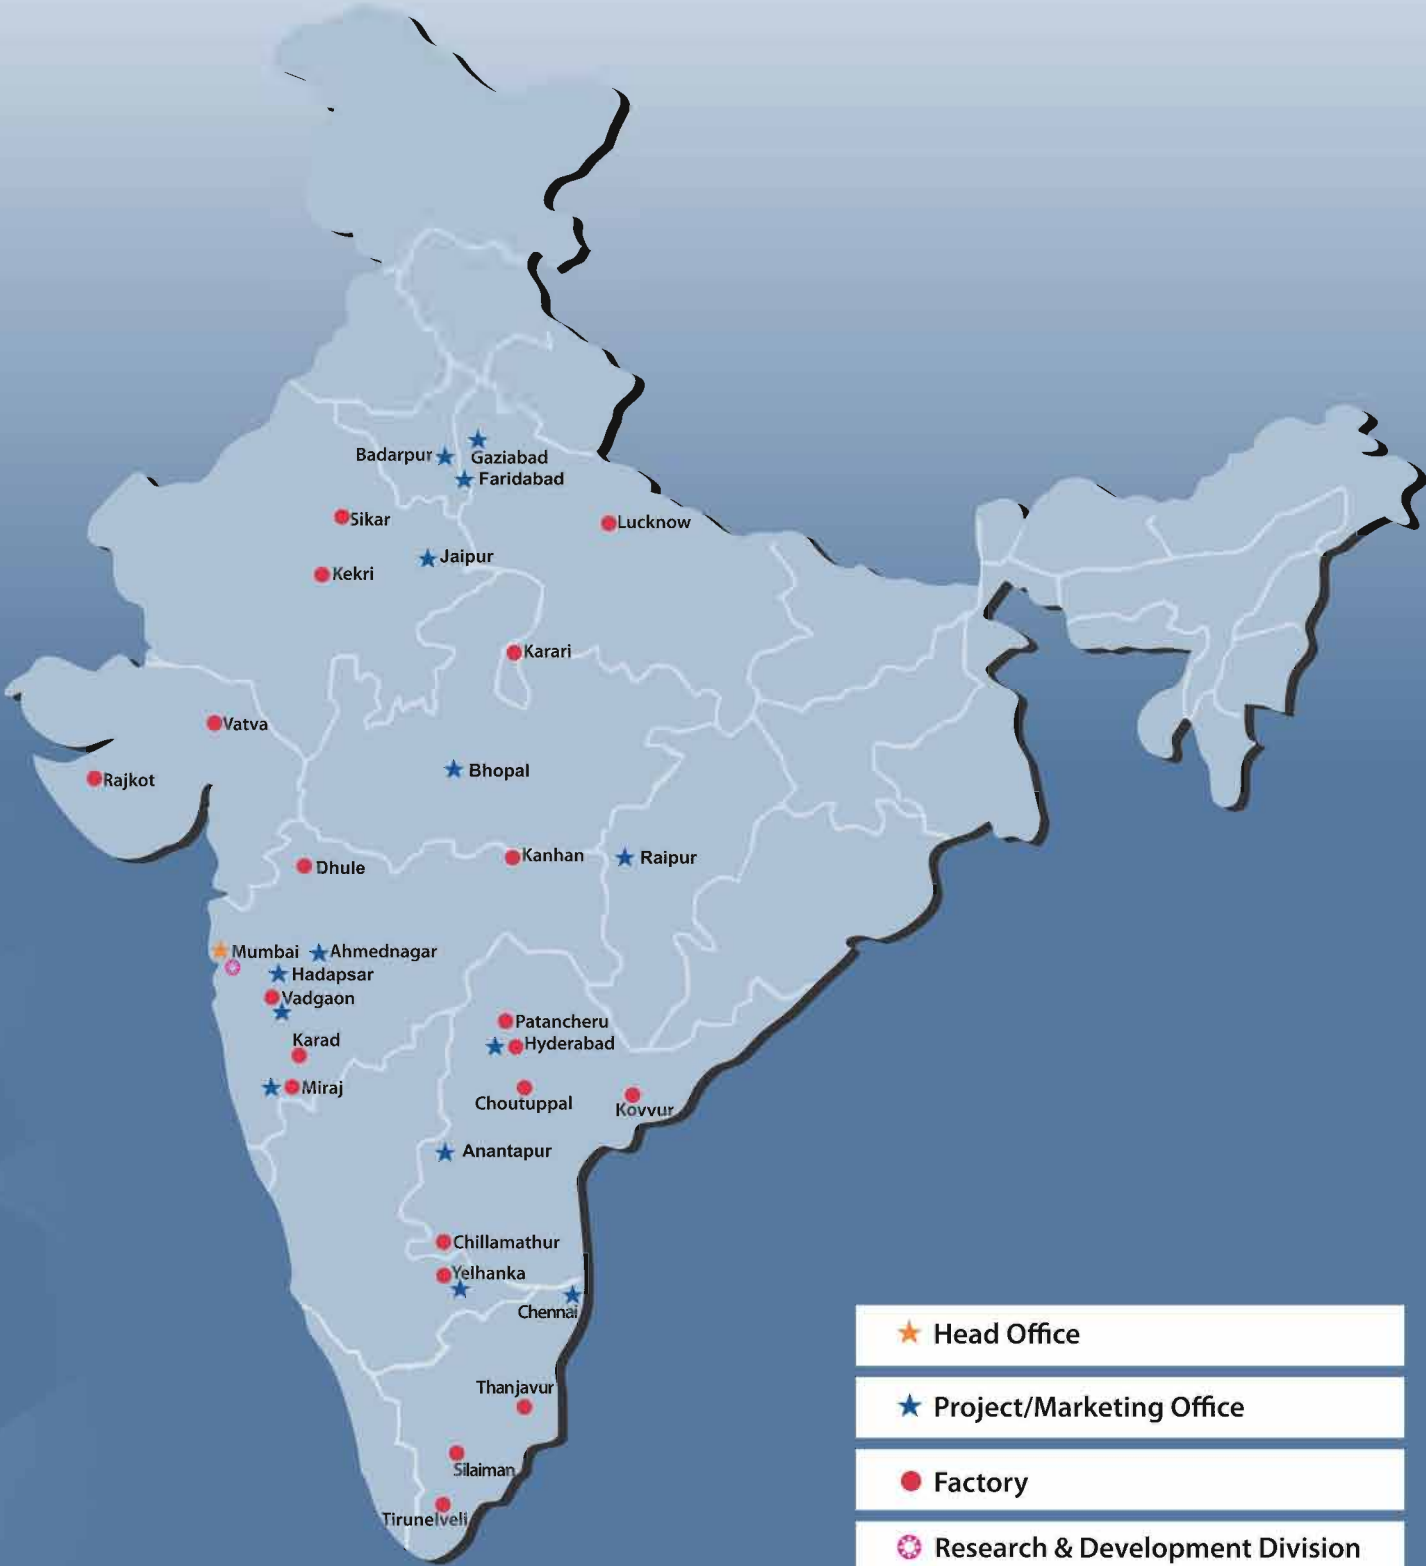 Badarpur
Gaziabad
Faridabad
Sikar
Lucknow
Jaipur
Kekri
Karari
Vatva
Bhopal
Rajkot
Kanhan
Raipur
Dhule
Mumbai
Ahmednagar
Hadapsar
Vadgaon
Patancheru
Karad
Hyderabad
Miraj
Choutuppal
Kovvur
Anantapur
Chillamathur
Yelhanka
Chennai
Head Office
Thanjavur
Project/Marketing Office
Silaiman
Factory
Tirunelveli
Research & Development Division